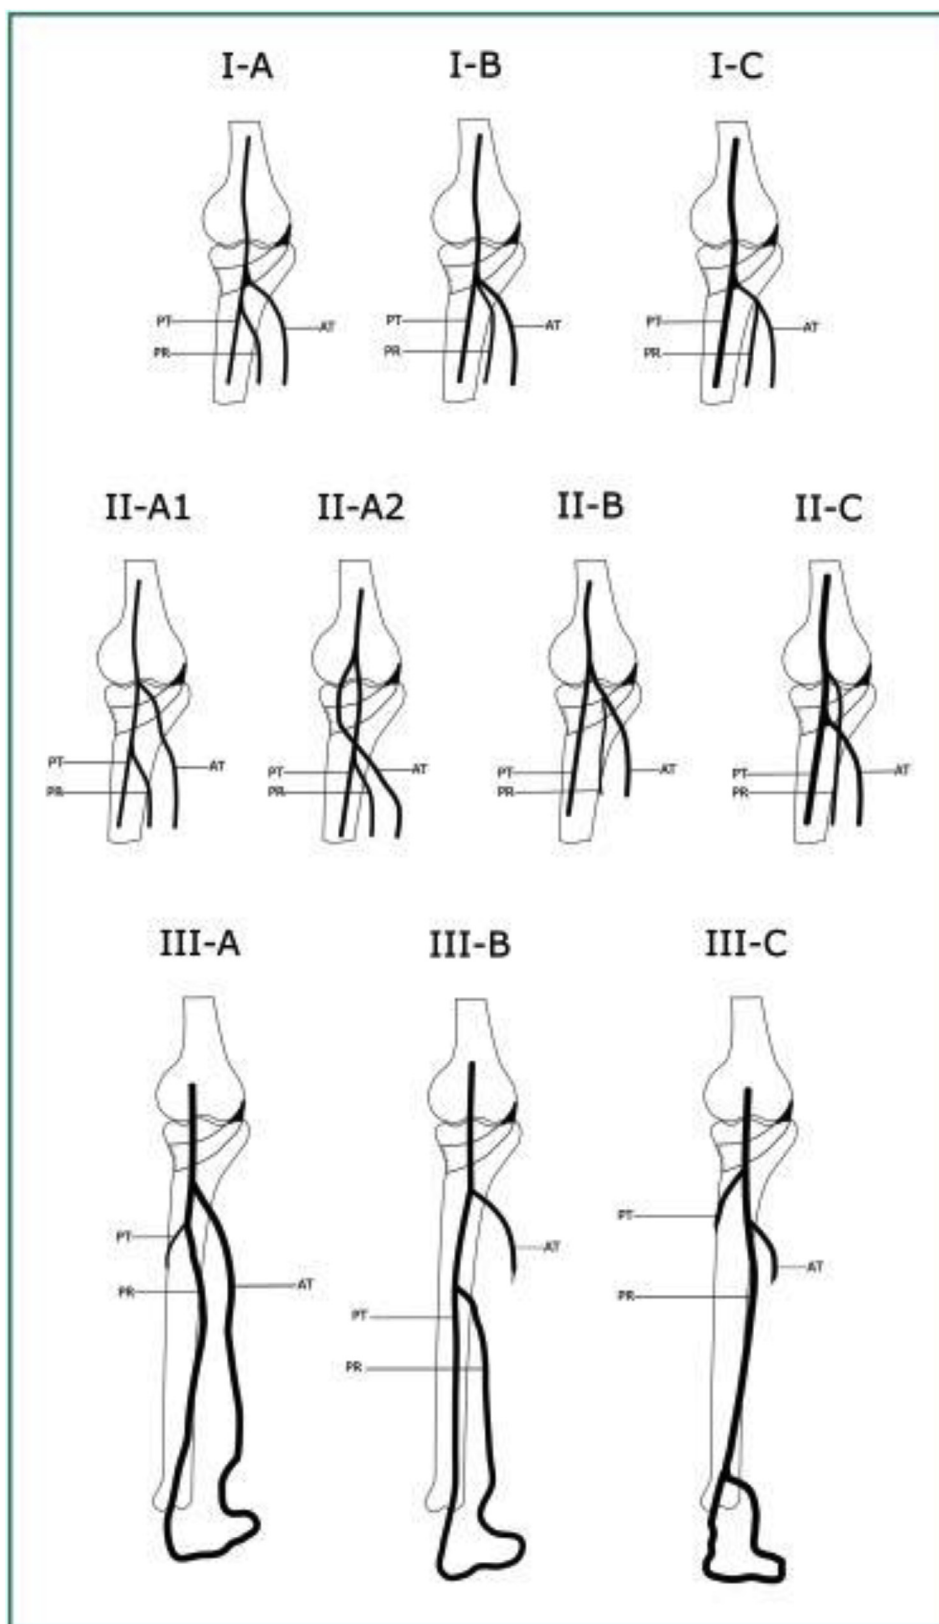 I-A I-B I-C
PT AT PT AT PT AT
PR PR PR
II-A1 II-A2 II-B II-C
PT AT PT AT PT AT PT AT
PR PR PR PR
III-A III-B III-C
PT
PT
AT
AT
PR AT PR
PT
PR